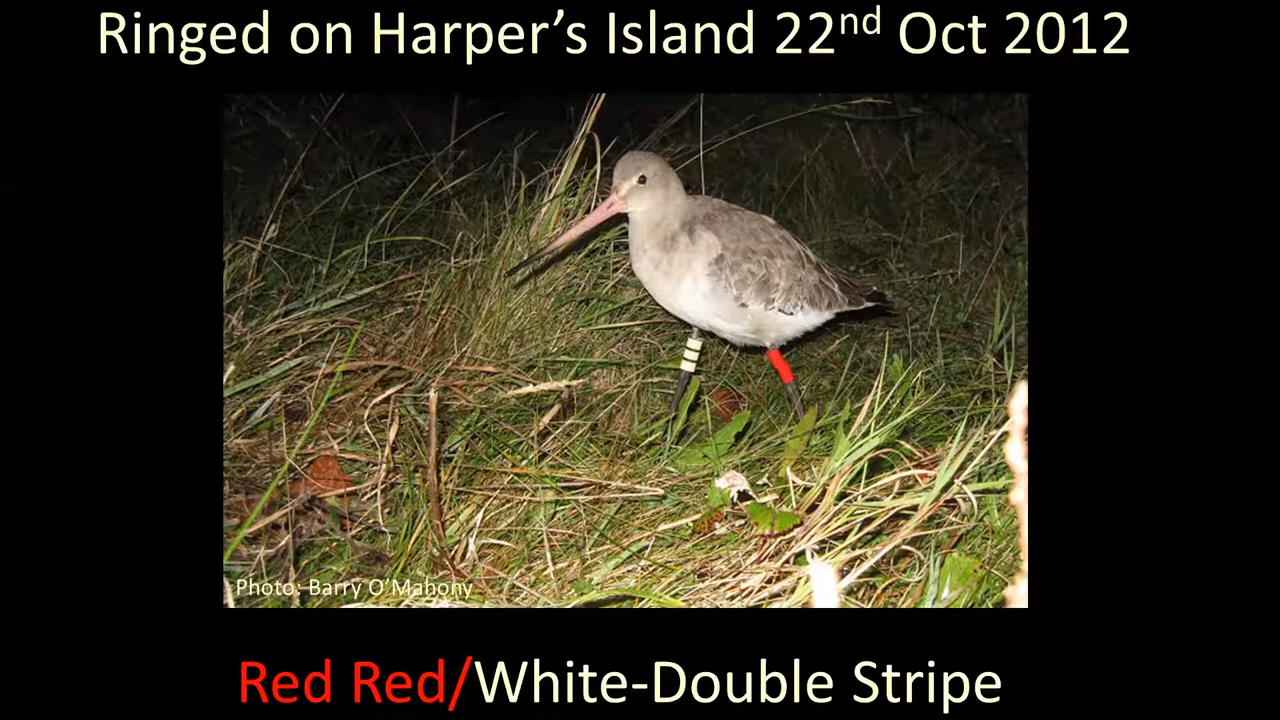 Ringed on Harper’s Island 22nd Oct 2012
Photo: Barry O’Mahony
Red Red/White-Double Stripe